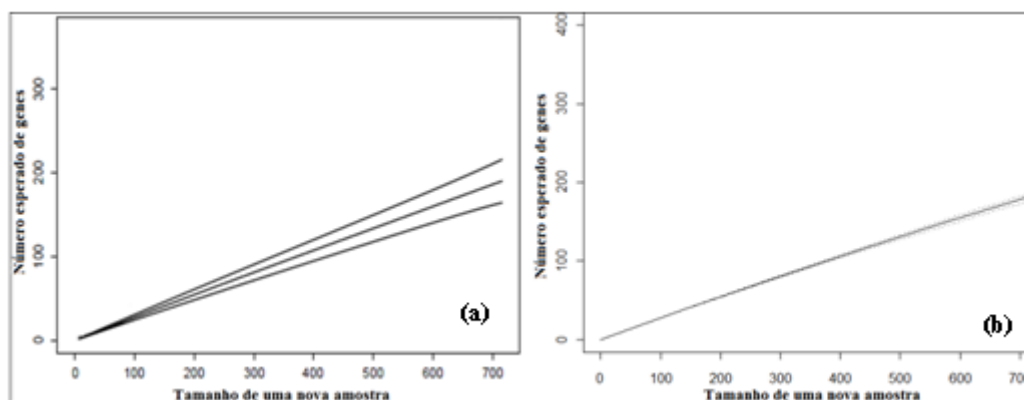 Número esperado de genes
300
200
100
0
0 100 200 300 400 500 600 700
Tamanho de uma nova amostra
(a)
Número esperado de genes
400
300
200
100
0
0 100 200 300 400 500 600 700
Tamanho de uma nova amostra
(b)